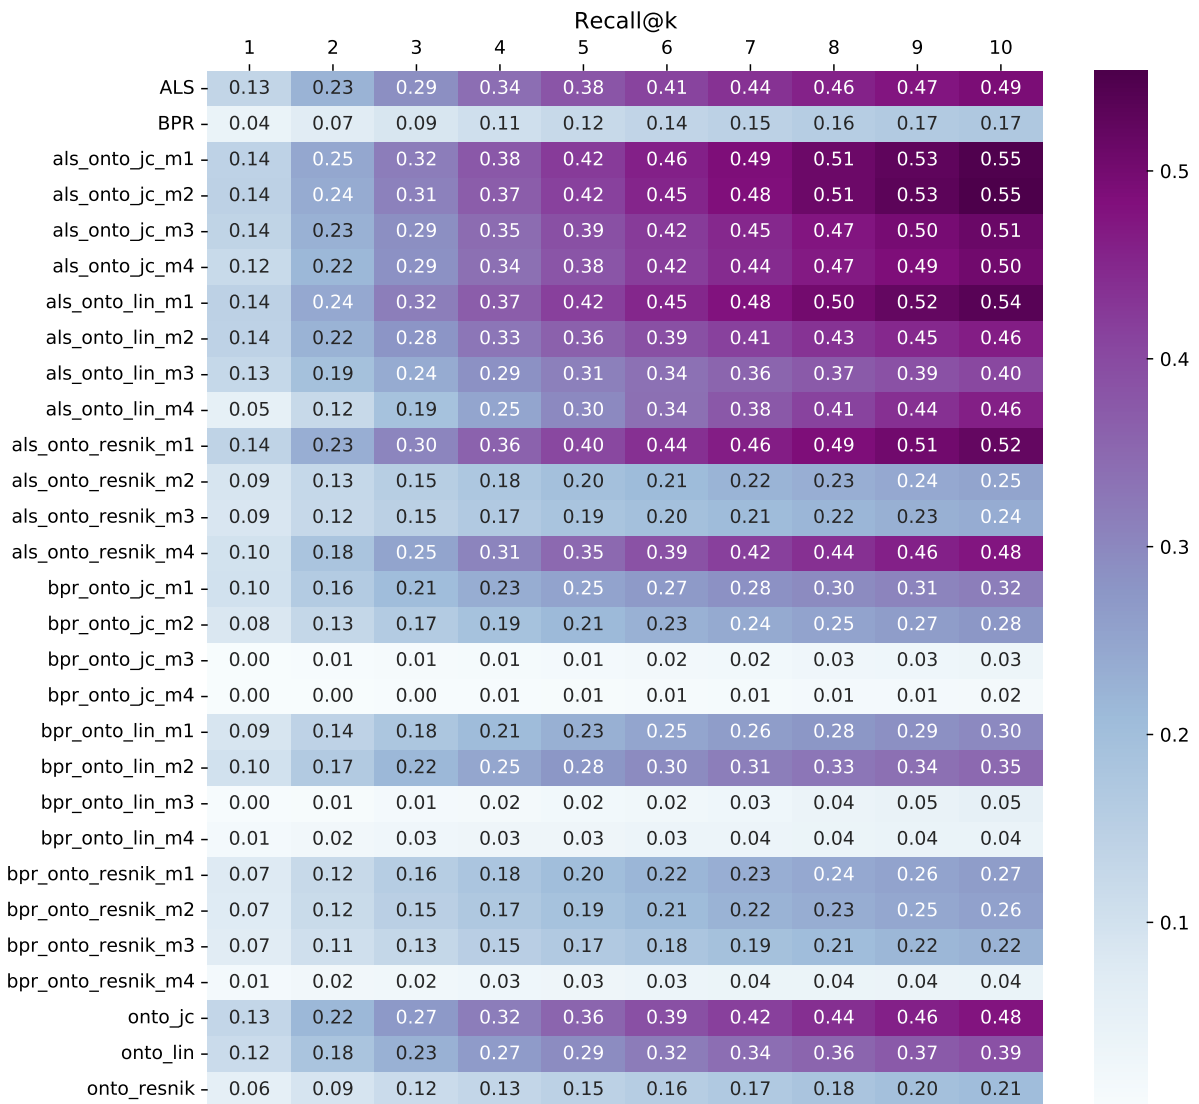 Recall@k
1 2 3 4 5 6 7 8 9 10
ALS 0.13 0.23 0.29 0.34 0.38 0.41 0.44 0.46 0.47 0.49
BPR 0.04 0.07 0.09 0.11 0.12 0.14 0.15 0.16 0.17 0.17
als_onto_jc_m1 0.14 0.25 0.32 0.38 0.42 0.46 0.49 0.51 0.53 0.55
als_onto_jc_m2 0.14 0.24 0.31 0.37 0.42 0.45 0.48 0.51 0.53 0.55
als_onto_jc_m3 0.14 0.23 0.29 0.35 0.39 0.42 0.45 0.47 0.50 0.51
als_onto_jc_m4 0.12 0.22 0.29 0.34 0.38 0.42 0.44 0.47 0.49 0.50
als_onto_lin_m1 0.14 0.24 0.32 0.37 0.42 0.45 0.48 0.50 0.52 0.54
als_onto_lin_m2 0.14 0.22 0.28 0.33 0.36 0.39 0.41 0.43 0.45 0.46
als_onto_lin_m3 0.13 0.19 0.24 0.29 0.31 0.34 0.36 0.37 0.39 0.40
als_onto_lin_m4 0.05 0.12 0.19 0.25 0.30 0.34 0.38 0.41 0.44 0.46
als_onto_resnik_m1 0.14 0.23 0.30 0.36 0.40 0.44 0.46 0.49 0.51 0.52
als_onto_resnik_m2 0.09 0.13 0.15 0.18 0.20 0.21 0.22 0.23 0.24 0.25
als_onto_resnik_m3 0.09 0.12 0.15 0.17 0.19 0.20 0.21 0.22 0.23 0.24
als_onto_resnik_m4 0.10 0.18 0.25 0.31 0.35 0.39 0.42 0.44 0.46 0.48
bpr_onto_jc_m1 0.10 0.16 0.21 0.23 0.25 0.27 0.28 0.30 0.31 0.32
bpr_onto_jc_m2 0.08 0.13 0.17 0.19 0.21 0.23 0.24 0.25 0.27 0.28
bpr_onto_jc_m3 0.00 0.01 0.01 0.01 0.01 0.02 0.02 0.03 0.03 0.03
bpr_onto_jc_m4 0.00 0.00 0.00 0.01 0.01 0.01 0.01 0.01 0.01 0.02
bpr_onto_lin_m1 0.09 0.14 0.18 0.21 0.23 0.25 0.26 0.28 0.29 0.30
bpr_onto_lin_m2 0.10 0.17 0.22 0.25 0.28 0.30 0.31 0.33 0.34 0.35
bpr_onto_lin_m3 0.00 0.01 0.01 0.02 0.02 0.02 0.03 0.04 0.05 0.05
bpr_onto_lin_m4 0.01 0.02 0.03 0.03 0.03 0.03 0.04 0.04 0.04 0.04
bpr_onto_resnik_m1 0.07 0.12 0.16 0.18 0.20 0.22 0.23 0.24 0.26 0.27
bpr_onto_resnik_m2 0.07 0.12 0.15 0.17 0.19 0.21 0.22 0.23 0.25 0.26
bpr_onto_resnik_m3 0.07 0.11 0.13 0.15 0.17 0.18 0.19 0.21 0.22 0.22
bpr_onto_resnik_m4 0.01 0.02 0.02 0.03 0.03 0.03 0.04 0.04 0.04 0.04
onto_jc 0.13 0.22 0.27 0.32 0.36 0.39 0.42 0.44 0.46 0.48
onto_lin 0.12 0.18 0.23 0.27 0.29 0.32 0.34 0.36 0.37 0.39
onto_resnik 0.06 0.09 0.12 0.13 0.15 0.16 0.17 0.18 0.20 0.21
0.5
0.4
0.3
0.2
0.1